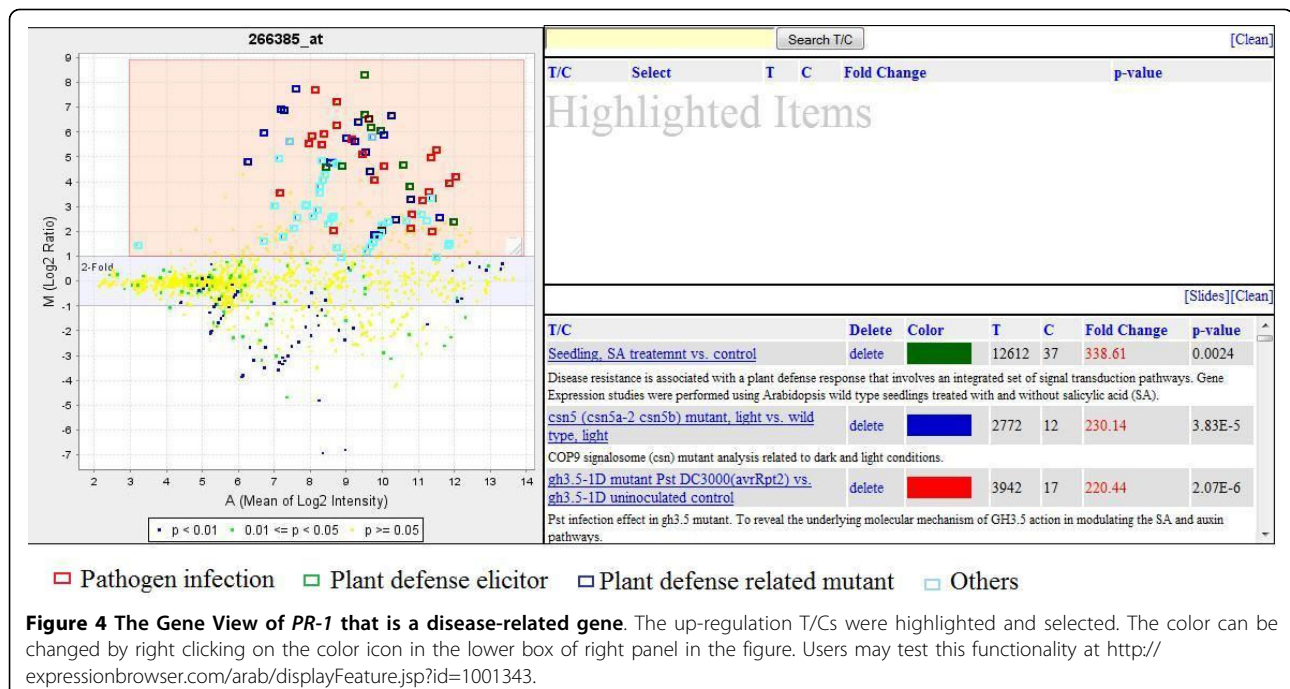 266385_at
9
8
7
6
5
4
3
2
1
0
-1
-2
-3
-4
-5
-6
-7
2-Fold
M (Log2 Ratio)
2 3 4 5 6 7 8 9 10 11 12 13 14
A (Mean of Log2 Intensity)
p < 0.01 0.01 <= p < 0.05 p >= 0.05
Search T/C [Clean]
T/C Select T C Fold Change p-value
Highlighted Items
[Slides][Clean]
T/C Delete Color T C Fold Change p-value
Seedling, SA treatemnt vs. control delete 12612 37 338.61 0.0024
Disease resistance is associated with a plant defense response that involves an integrated set of signal transduction pathways. Gene
Expression studies were performed using Arabidopsis wild type seedlings treated with and without salicylic acid (SA).
csn5 (csn5a-2 csn5b) mutant, light vs. wild
type, light delete 2772 12 230.14 3.83E-5
COP9 signalosome (csn) mutant analysis related to dark and light conditions.
gh3.5-1D mutant Pst DC3000(avrRpt2) vs.
gh3.5-1D uninoculated control delete 3942 17 220.44 2.07E-6
Pst infection effect in gh3.5 mutant. To reveal the underlying molecular mechanism of GH3.5 action in modulating the SA and auxin
pathways.
Pathogen infection Plant defense elicitor Plant defense related mutant Others
Figure 4 The Gene View of PR-1 that is a disease-related gene. The up-regulation T/Cs were highlighted and selected. The color can be
changed by right clicking on the color icon in the lower box of right panel in the figure. Users may test this functionality at http://
expressionbrowser.com/arab/displayFeature.jsp?id=1001343.